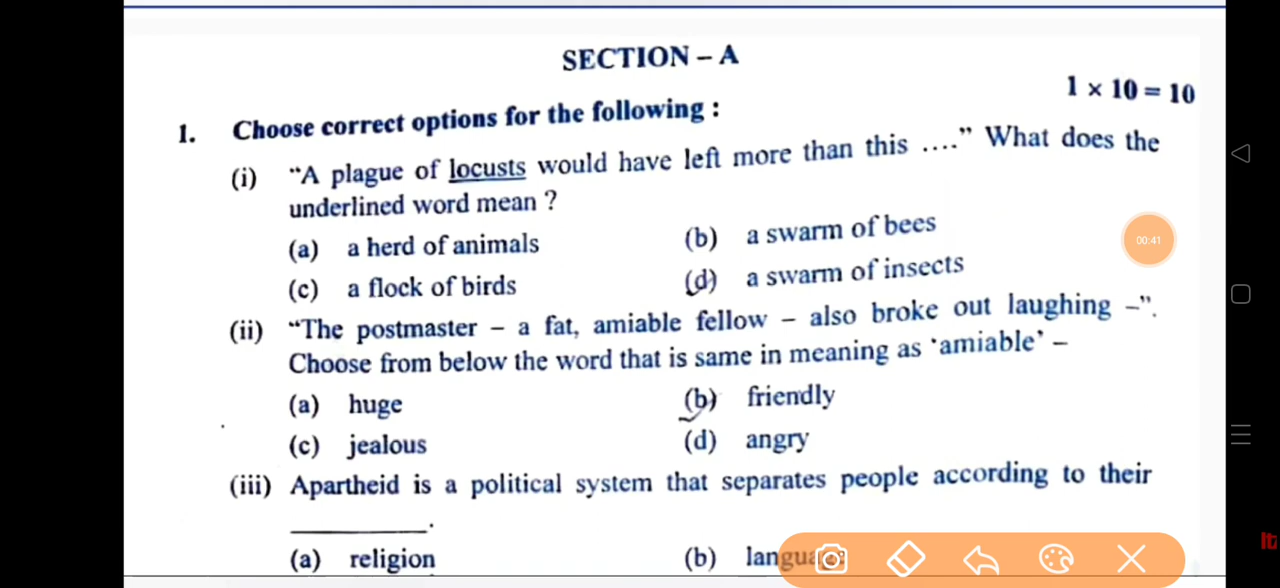 SECTION – A
1 × 10 = 10
1. Choose correct options for the following :
(i) “A plague of locusts would have left more than this ….” What does the
underlined word mean ?
(a) a herd of animals (b) a swarm of bees
(c) a flock of birds (d) a swarm of insects
(ii) “The postmaster – a fat, amiable fellow – also broke out laughing –”.
Choose from below the word that is same in meaning as ‘amiable’ –
(a) huge (b) friendly
(c) jealous (d) angry
(iii) Apartheid is a political system that separates people according to their
____________.
(a) religion (b) language
00:41
It